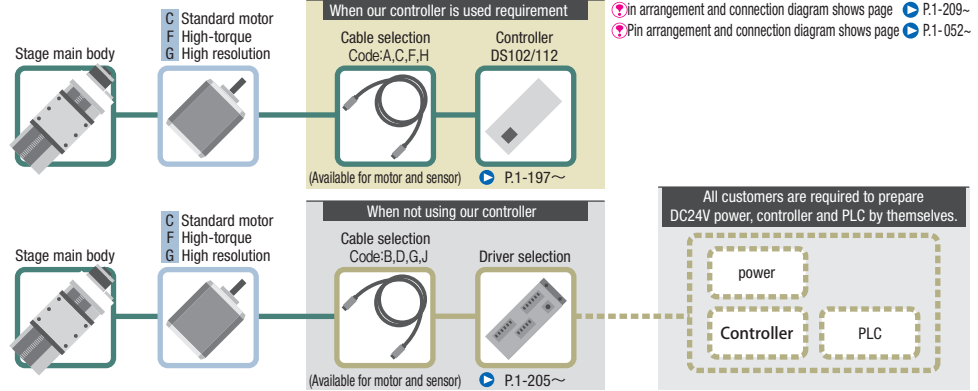 C Standard motor
F High-torque
G High resolution
Stage main body
When our controller is used requirement
Cable selection
Code:A,C,F,H
Controller
DS102/112
(Available for motor and sensor)
P.1-197～
in arrangement and connection diagram shows page P.1-209~
Pin arrangement and connection diagram shows page P.1-052~
C Standard motor
F High-torque
G High resolution
Stage main body
When not using our controller
Cable selection
Code:B,D,G,J
Driver selection
(Available for motor and sensor)
P.1-205～
All customers are required to prepare
DC24V power, controller and PLC by themselves.
power
Controller
PLC